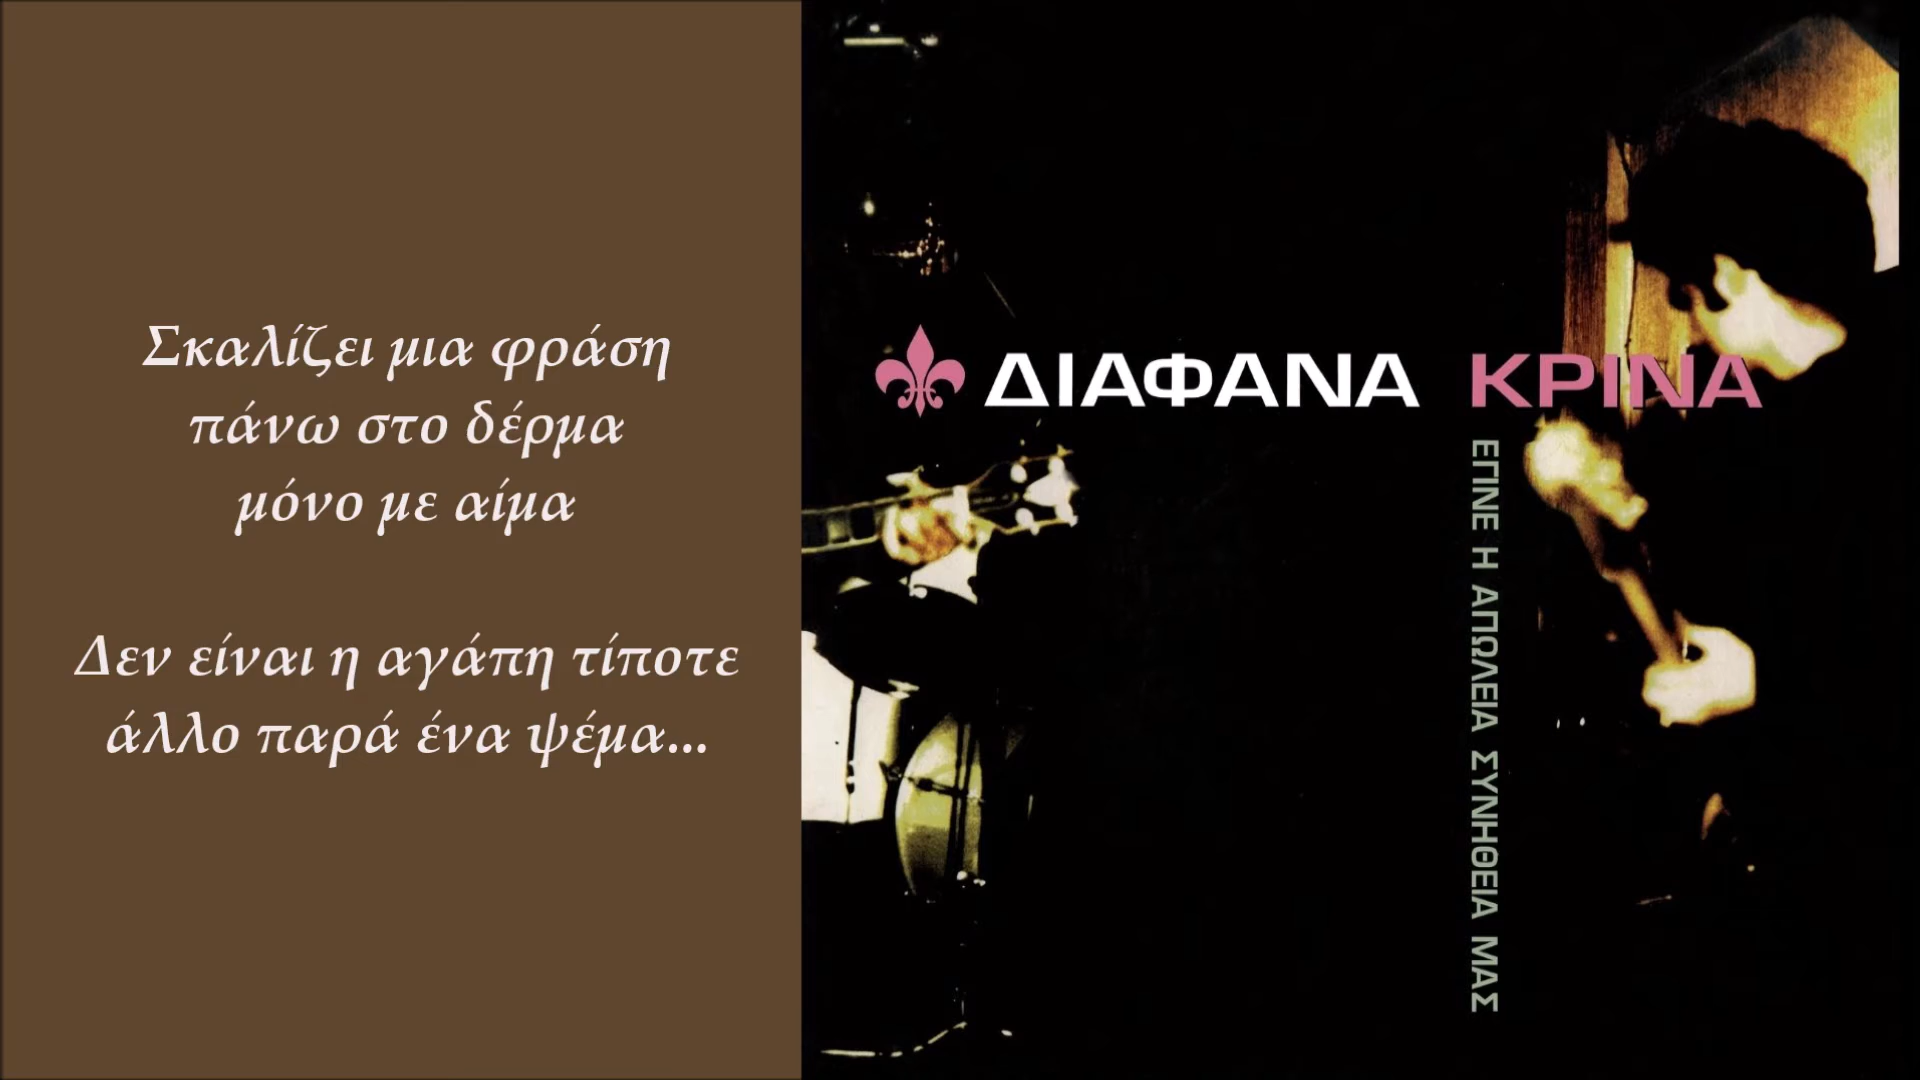 Σκαλίζει μια φράση
πάνω στο δέρμα
μόνο με αίμα
Δεν είναι η αγάπη τίποτε
άλλο παρά ένα ψέμα...
ΔΙΑΦΑΝΑ ΚΡΙΝΑ
ΕΓΙΝΕ Η ΑΠΩΛΕΙΑ ΣΥΝΗΘΕΙΑ ΜΑΣ